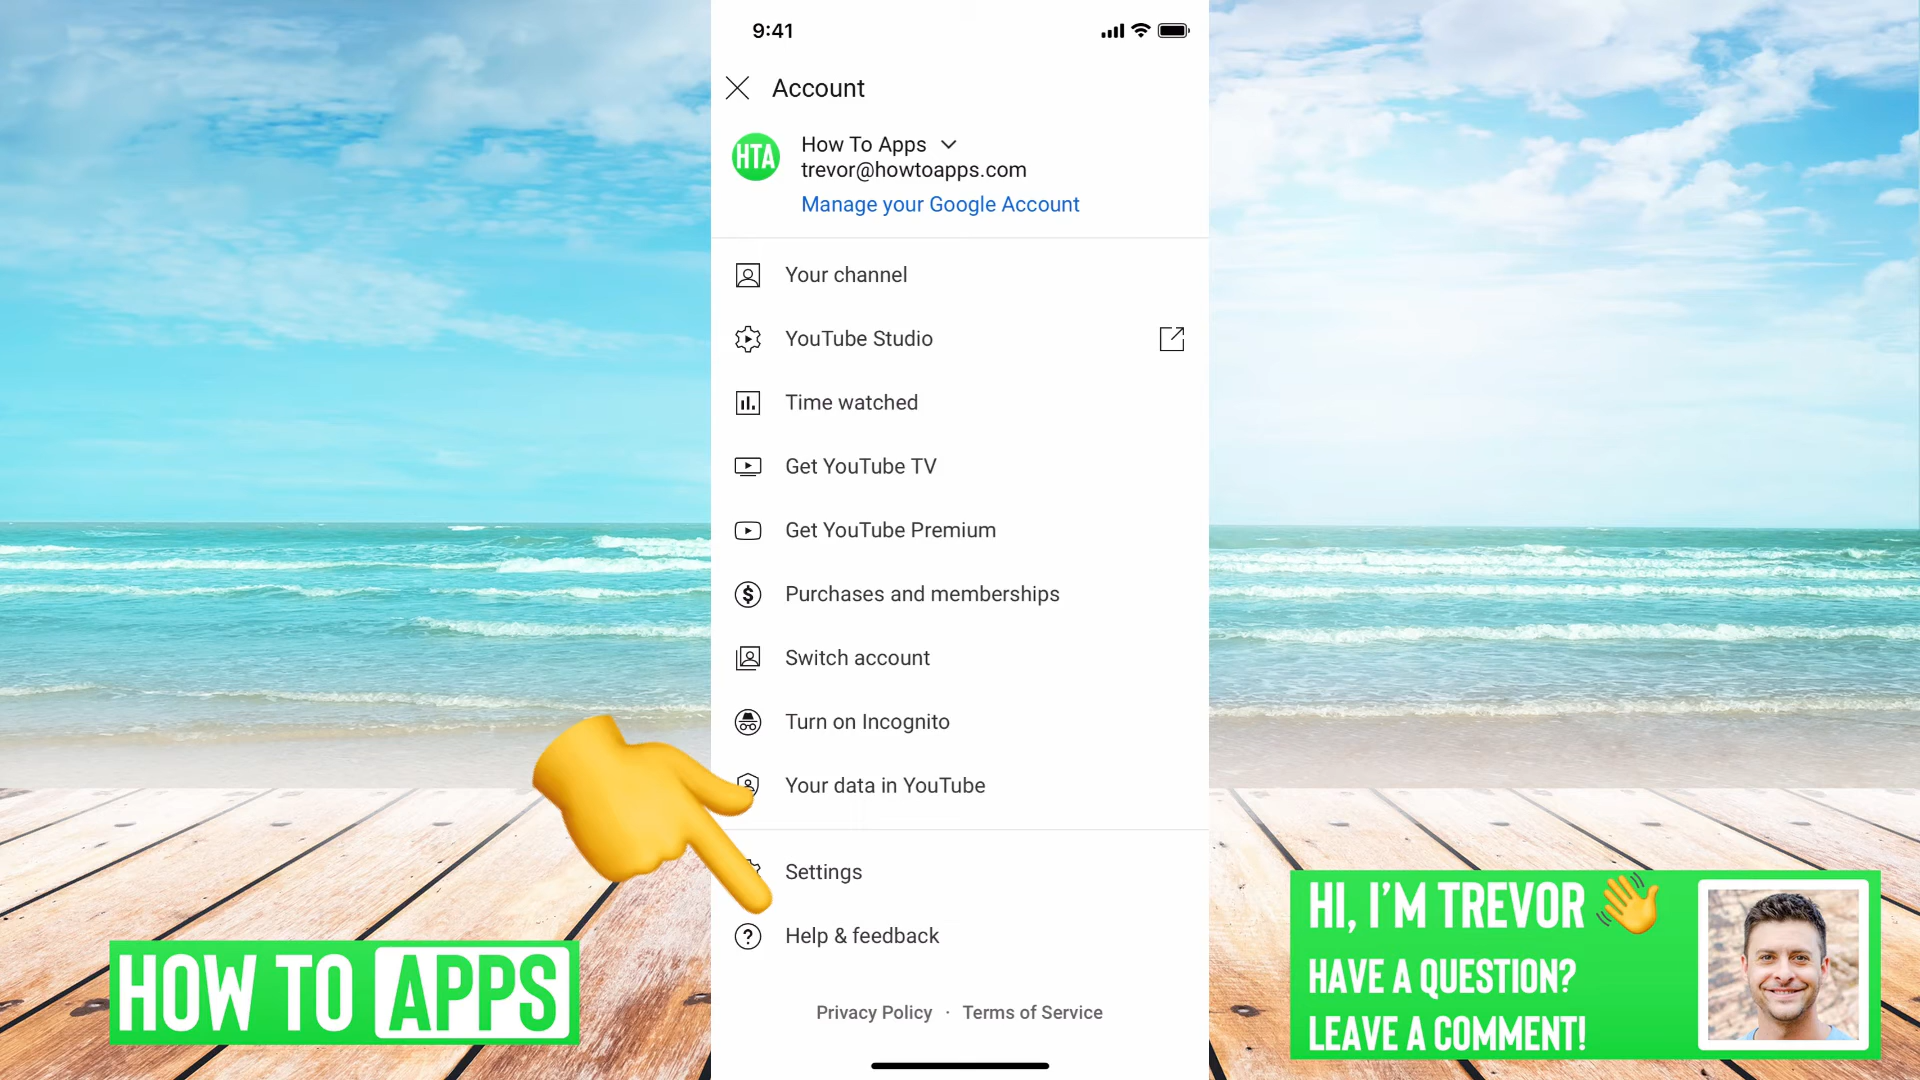 9:41
Account
HTA
How To Apps
trevor@howtoapps.com
Manage your Google Account
Your channel
YouTube Studio
Time watched
Get YouTube TV
Get YouTube Premium
Purchases and memberships
Switch account
Turn on Incognito
Your data in YouTube
Settings
Help & feedback
Privacy Policy · Terms of Service
HOW TO APPS
HI, I'M TREVOR 👋
HAVE A QUESTION?
LEAVE A COMMENT!